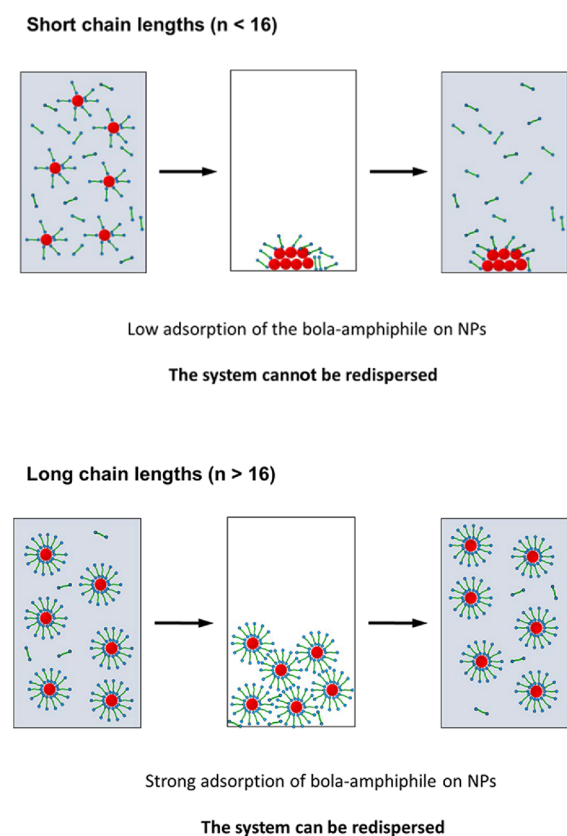 Short chain lengths (n < 16)
Low adsorption of the bola-amphiphile on NPs
The system cannot be redispersed
Long chain lengths (n > 16)
Strong adsorption of bola-amphiphile on NPs
The system can be redispersed